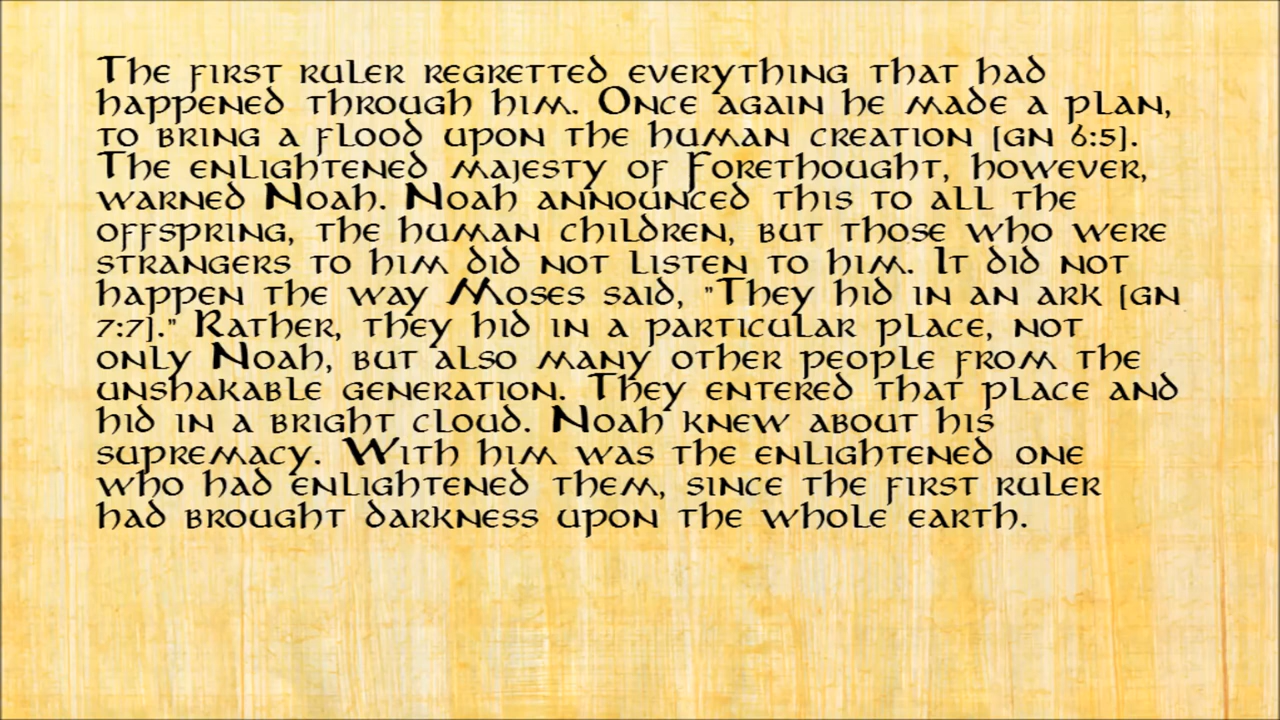 The first ruler regretted everything that had
happened through him. Once again he made a plan,
to bring a flood upon the human creation [Gn 6:5].
The enlightened majesty of Forethought, however,
warned Noah. Noah announced this to all the
offspring, the human children, but those who were
strangers to him did not listen to him. It did not
happen the way Moses said, "They hid in an ark [Gn
7:7]." Rather, they hid in a particular place, not
only Noah, but also many other people from the
unshakable generation. They entered that place and
hid in a bright cloud. Noah knew about his
supremacy. With him was the enlightened one
who had enlightened them, since the first ruler
had brought darkness upon the whole earth.